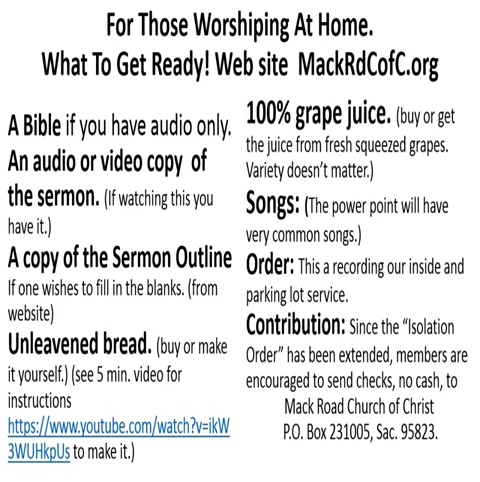 For Those Worshiping At Home.
What To Get Ready! Web site MackRdCofC.org
A Bible if you have audio only.
An audio or video copy of
the sermon. (If watching this you
have it.)
A copy of the Sermon Outline
If one wishes to fill in the blanks. (from
website)
Unleavened bread. (buy or make
it yourself.) (see 5 min. video for
instructions
https://www.youtube.com/watch?v=ikW
3WUHkpUs to make it.)
100% grape juice. (buy or get
the juice from fresh squeezed grapes.
Variety doesn’t matter.)
Songs: (The power point will have
very common songs.)
Order: This a recording our inside and
parking lot service.
Contribution: Since the “Isolation
Order” has been extended, members are
encouraged to send checks, no cash, to
Mack Road Church of Christ
P.O. Box 231005, Sac. 95823.